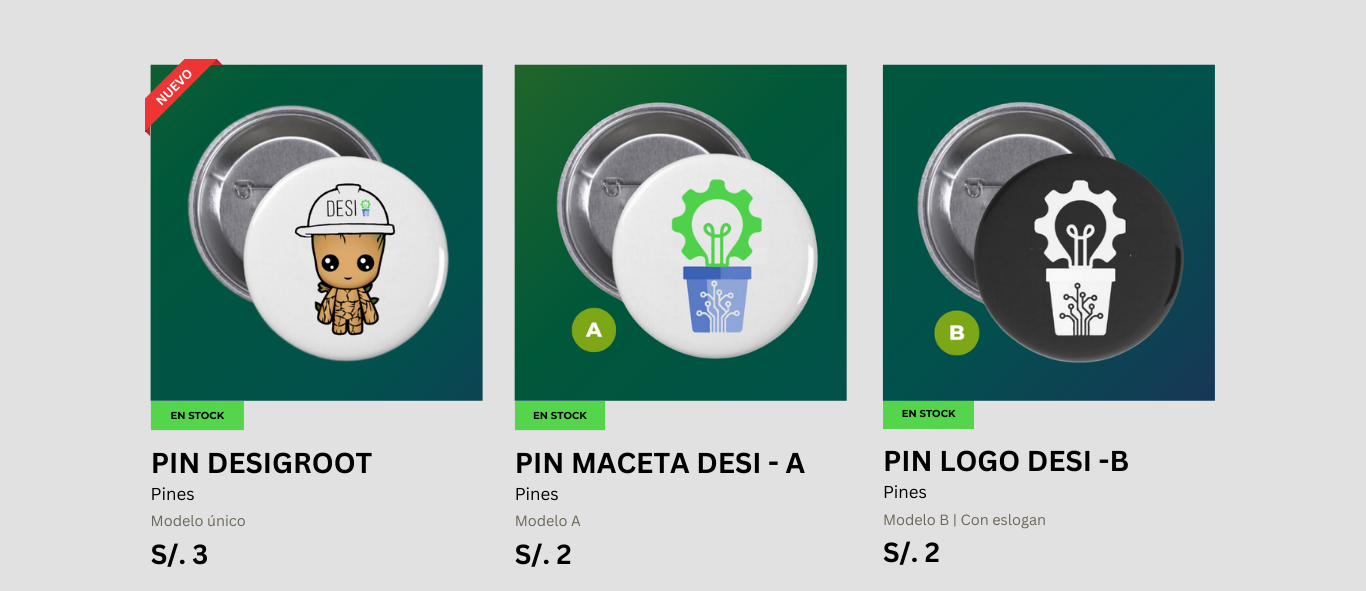 NUEVO
DESI
EN STOCK
PIN DESIGROOT
Pines
Modelo único
S/. 3
A
EN STOCK
PIN MACETA DESI - A
Pines
Modelo A
S/. 2
B
EN STOCK
PIN LOGO DESI -B
Pines
Modelo B | Con eslogan
S/. 2